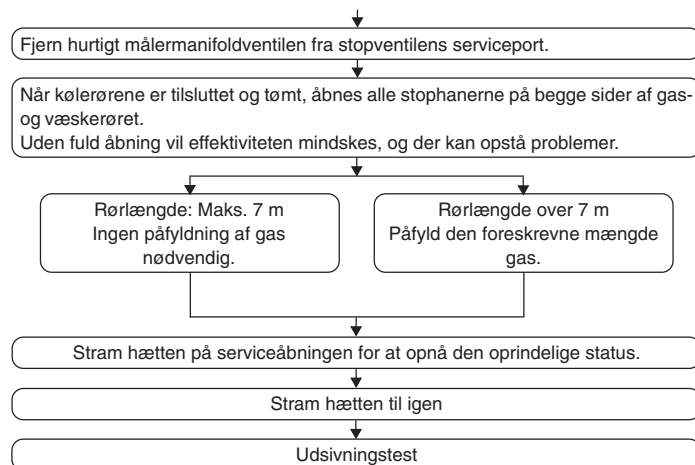 Fjern hurtigt målermanifoldventilen fra stopventilens serviceport.
Når kølerørene er tilsluttet og tømt, åbnes alle stophanerne på begge sider af gas-
og væskerøret.
Uden fuld åbning vil effektiviteten mindskes, og der kan opstå problemer.
Rørlængde: Maks. 7 m
Ingen påfyldning af gas
nødvendig.
Rørlængde over 7 m
Påfyld den foreskrevne mængde
gas.
Stram hætten på serviceåbningen for at opnå den oprindelige status.
Stram hætten til igen
Udsivningstest